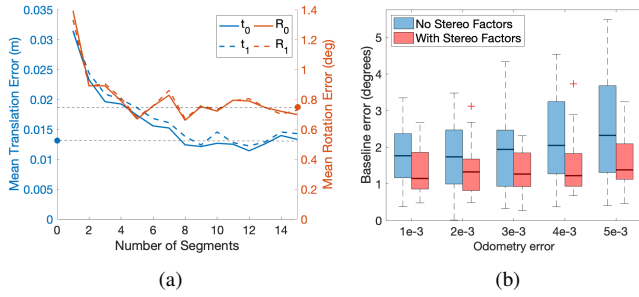 Mean Translation Error (m)
0.035
0.03
0.025
0.02
0.015
0.01
0.005
0
t0 R0
t1 R1
1.4
1.2
1
0.8
0.6
0.4
0.2
0
Mean Rotation Error (deg)
0 2 4 6 8 10 12 14
Number of Segments
(a)
Baseline error (degrees)
5
4
3
2
1
0
No Stereo Factors
With Stereo Factors
1e-3 2e-3 3e-3 4e-3 5e-3
Odometry error
(b)